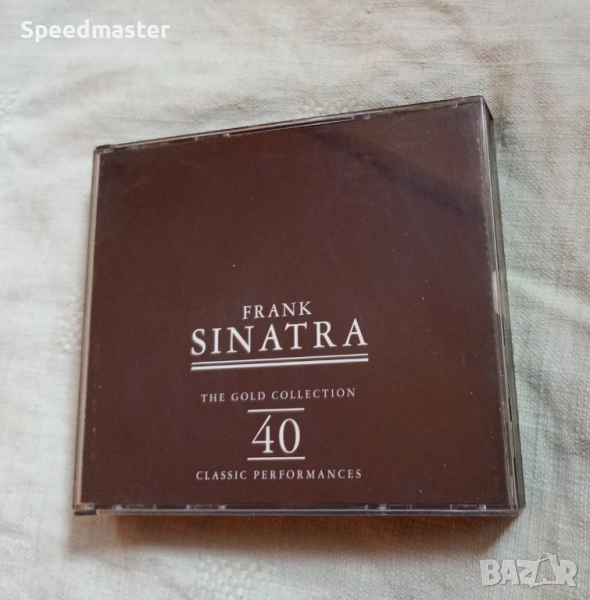 Speedmaster
FRANK
SINATRA
THE GOLD COLLECTION
40
CLASSIC PERFORMANCES
BAZAR